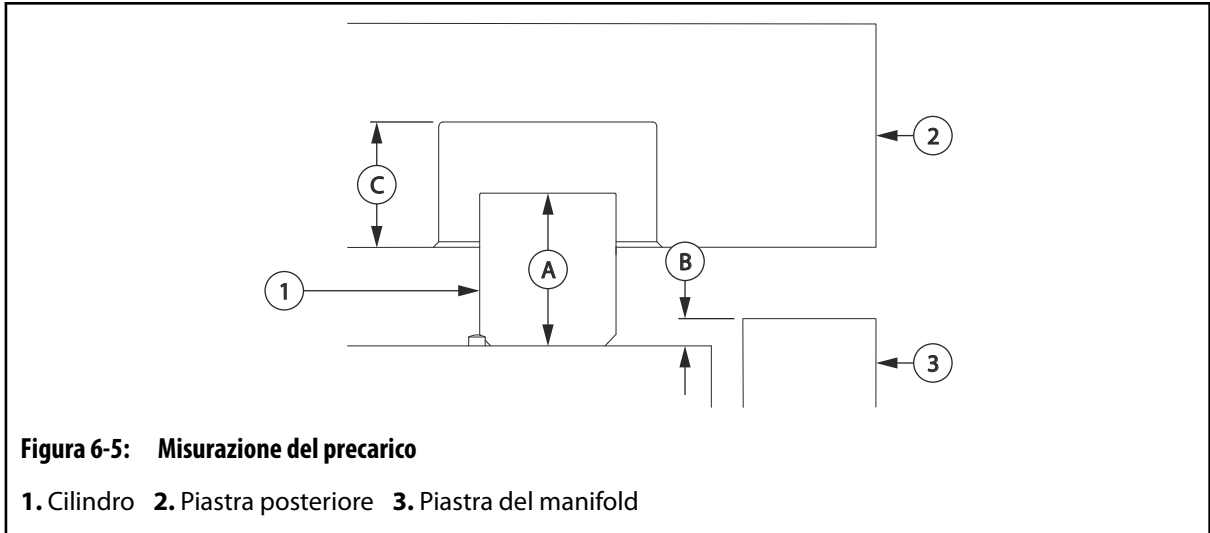 C
2
A
B
1
3
Figura 6-5: Misurazione del precarico
1. Cilindro 2. Piastra posteriore 3. Piastra del manifold